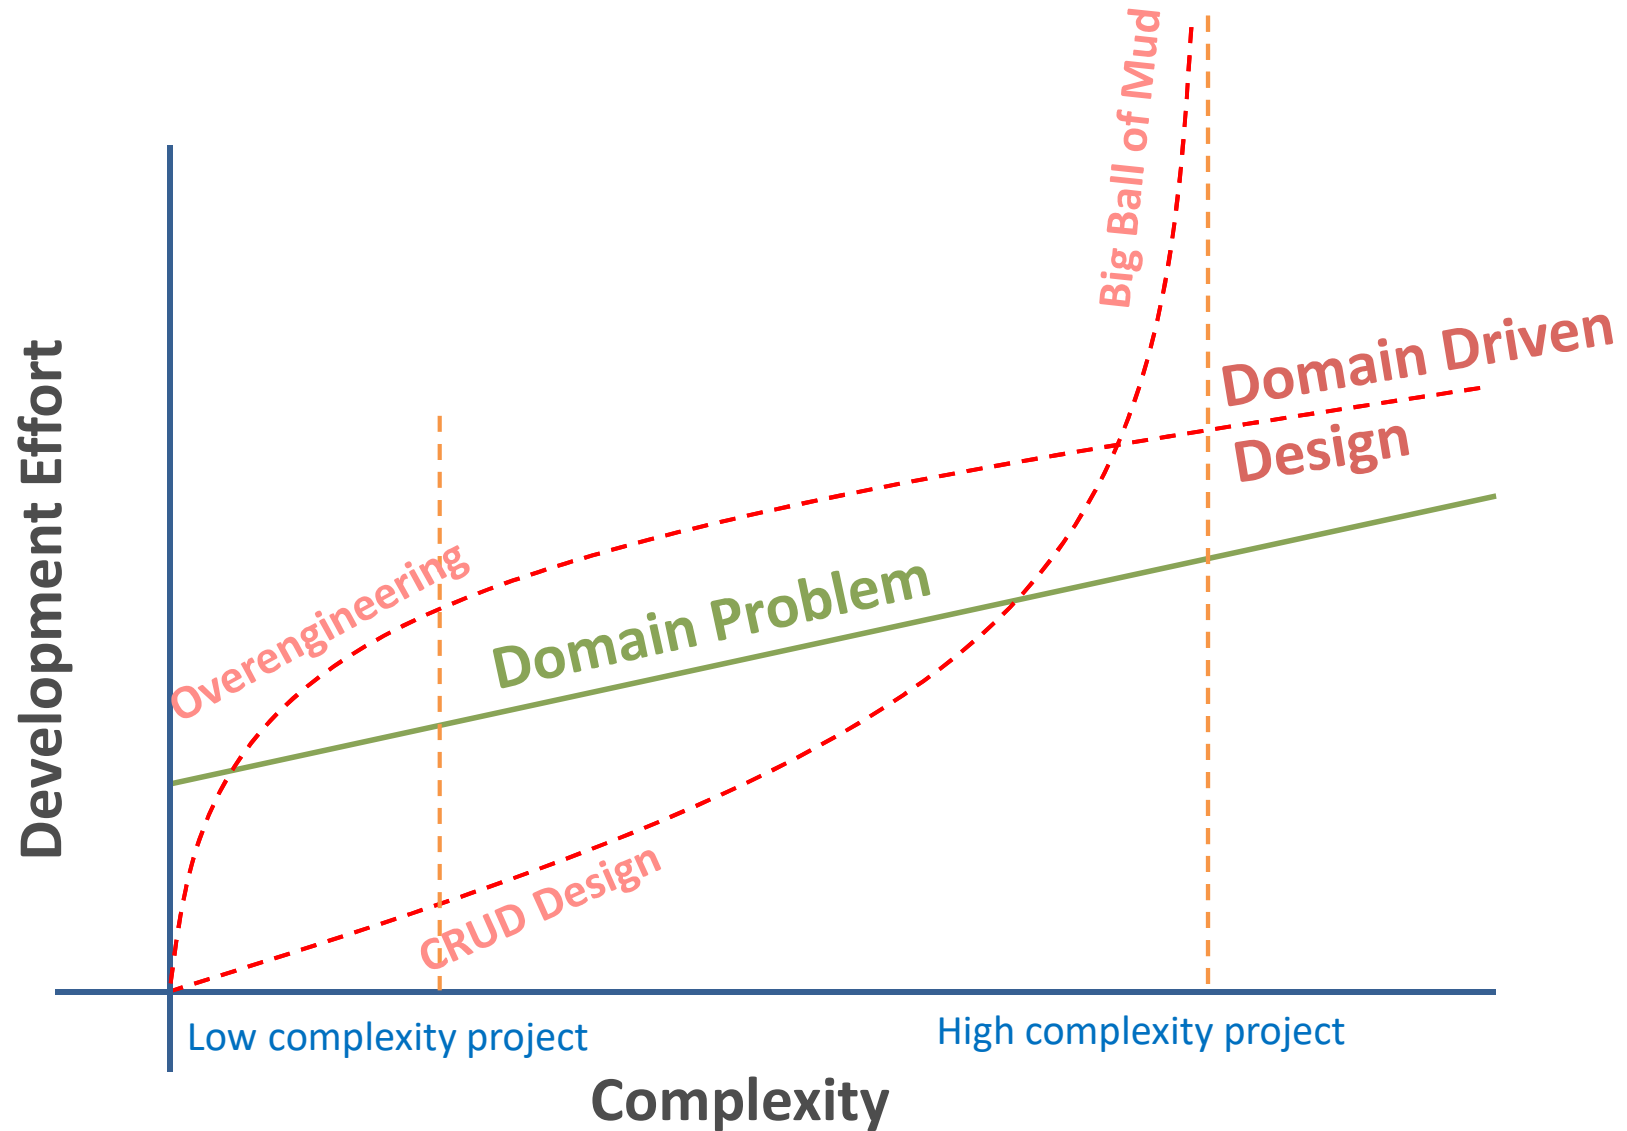 Big Ball of Mud
Domain Driven
Design
Development Effort
Overengineering
Domain Problem
CRUD Design
Low complexity project
High complexity project
Complexity